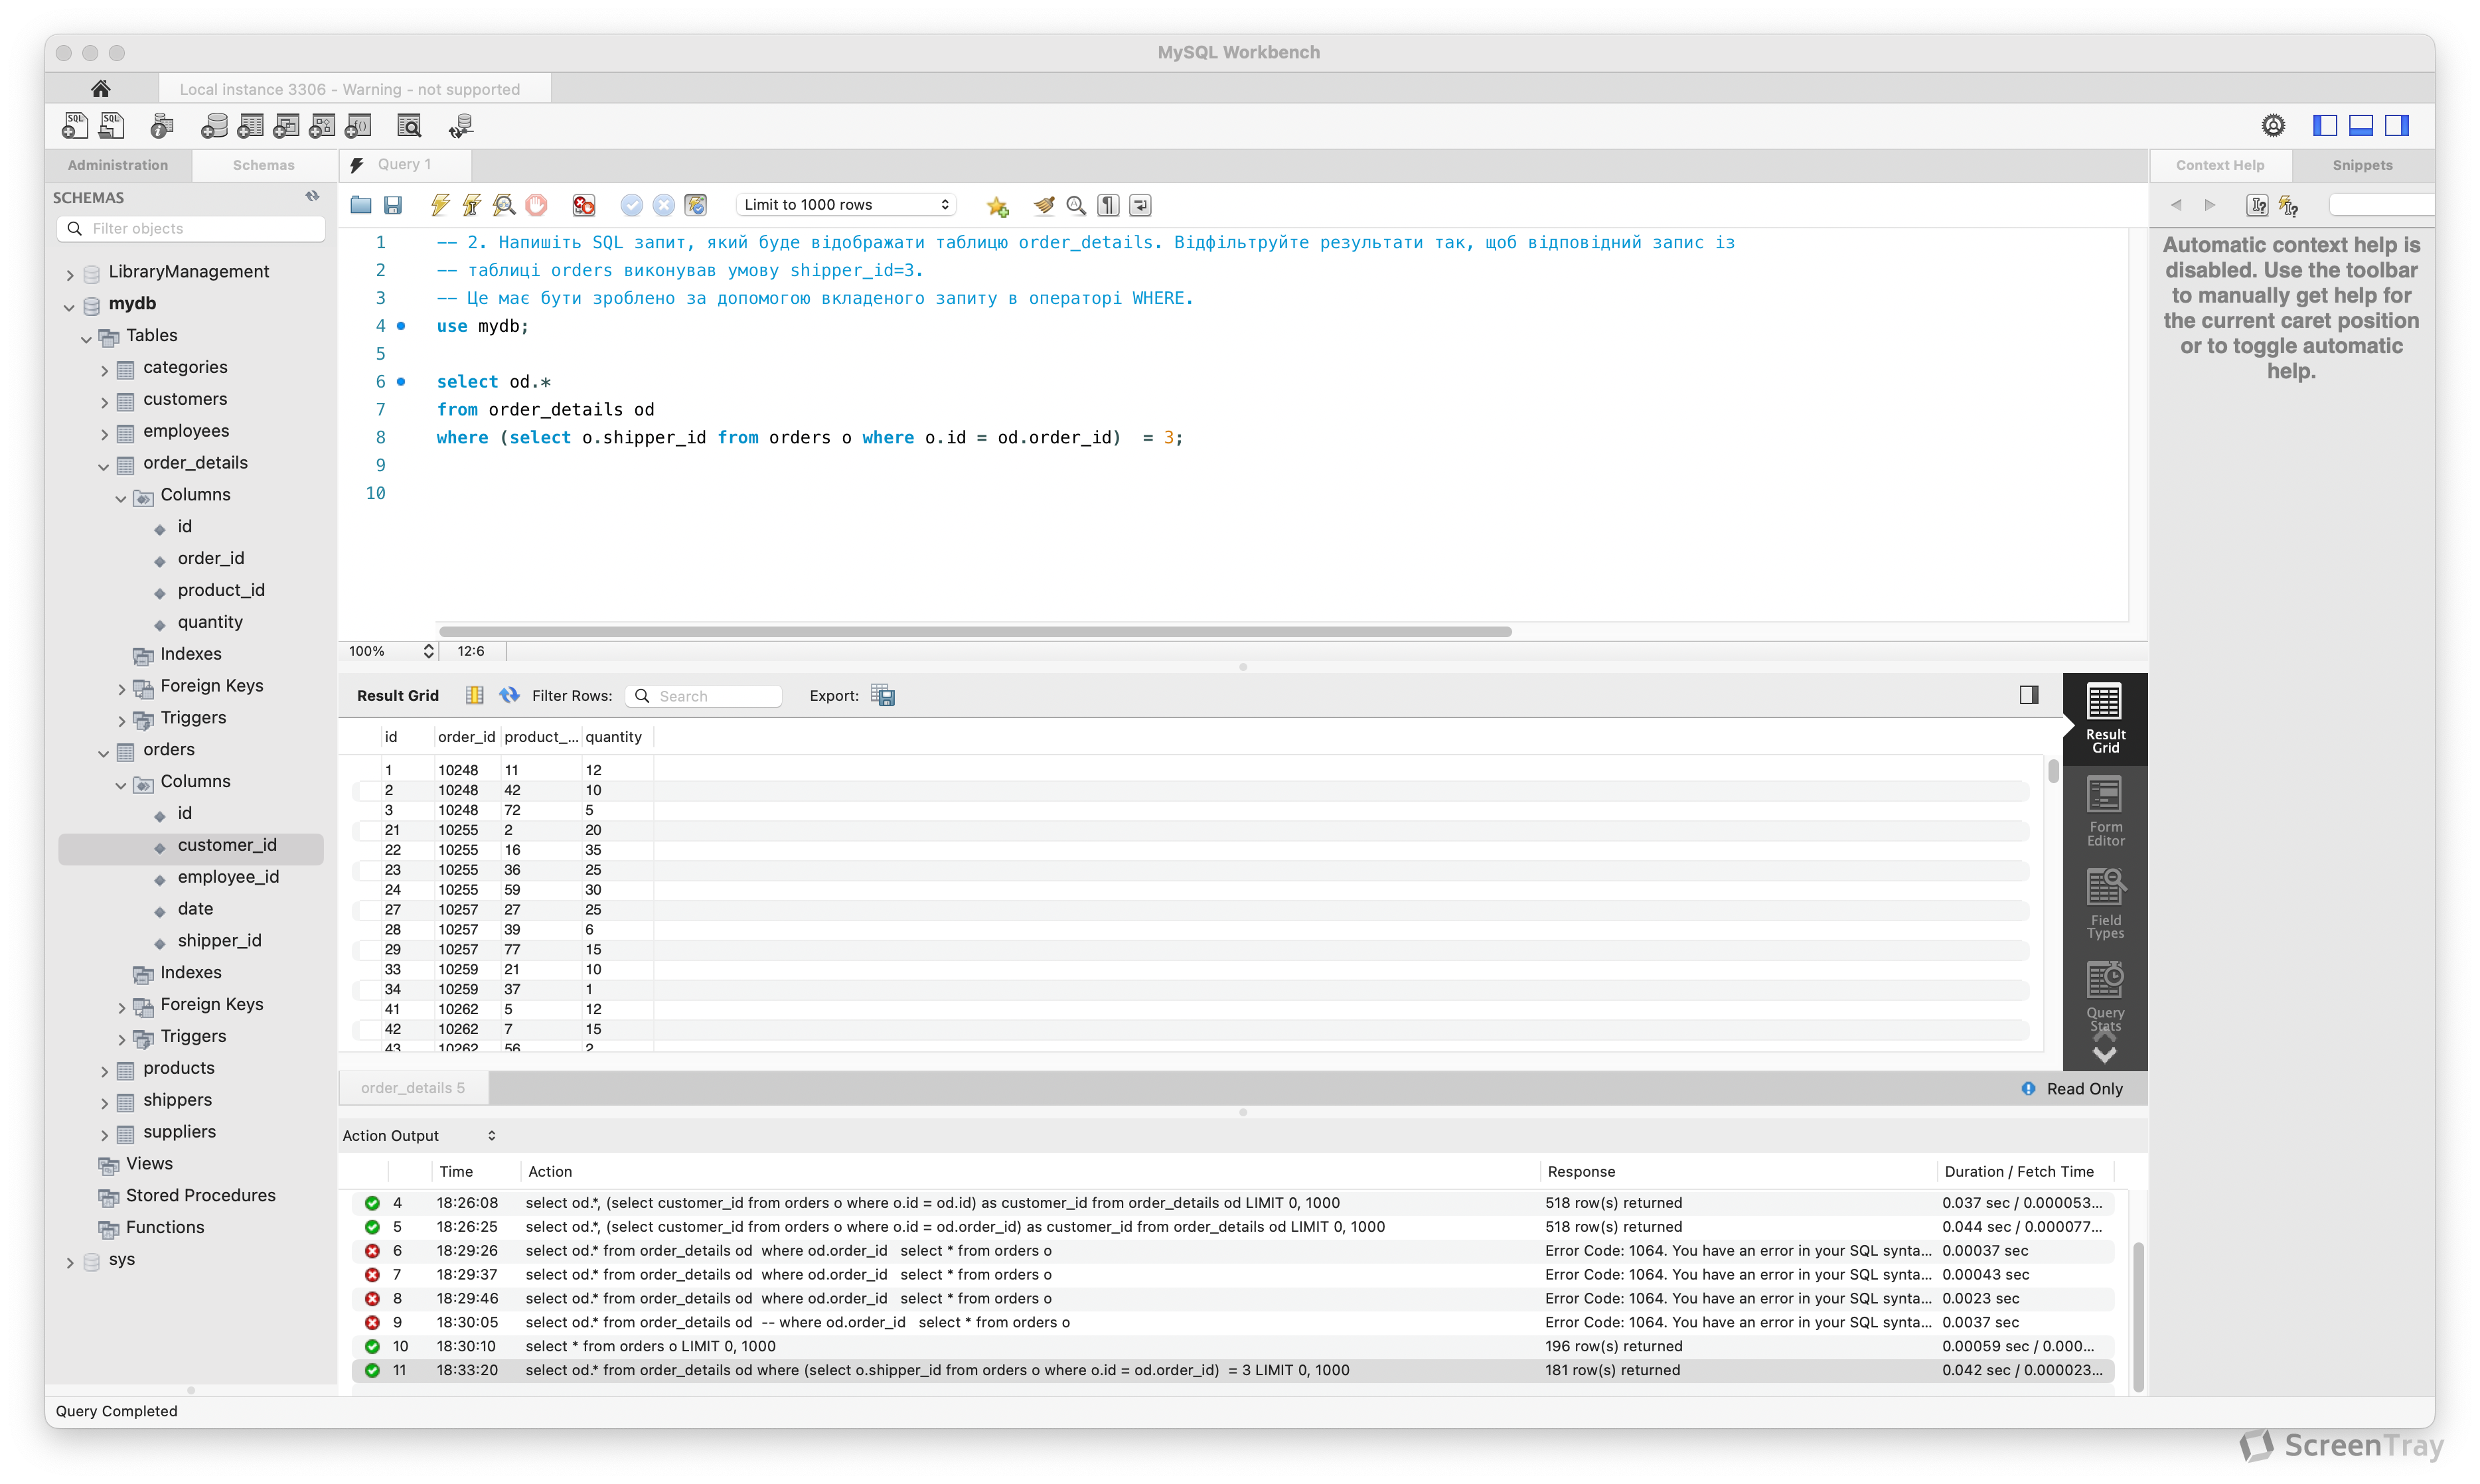 MySQL Workbench
Local instance 3306 - Warning - not supported
Administration
Schemas
SCHEMAS
Filter objects
LibraryManagement
mydb
Tables
categories
customers
employees
order_details
Columns
id
order_id
product_id
quantity
Indexes
Foreign Keys
Triggers
orders
Columns
id
customer_id
employee_id
date
shipper_id
Indexes
Foreign Keys
Triggers
products
shippers
suppliers
Views
Stored Procedures
Functions
sys
Query 1
Limit to 1000 rows
1 -- 2. Напишіть SQL запит, який буде відображати таблицю order_details. Відфільтруйте результати так, щоб відповідний запис із
2 -- таблиці orders виконував умову shipper_id=3.
3 -- Це має бути зроблено за допомогою вкладеного запиту в операторі WHERE.
4 use mydb;
5
6 select od.*
7 from order_details od
8 where (select o.shipper_id from orders o where o.id = od.order_id)  = 3;
9
10
100% 12:6
Result Grid Filter Rows: Search Export:
id order_id product_... quantity
1 10248 11 12
2 10248 42 10
3 10248 72 5
21 10255 2 20
22 10255 16 35
23 10255 36 25
24 10255 59 30
27 10257 27 25
28 10257 39 6
29 10257 77 15
33 10259 21 10
34 10259 37 1
41 10262 5 12
42 10262 7 15
43 10262 56 2
Result
Grid
Form
Editor
Field
Types
Query
Stats
order_details 5
Read Only
Action Output
Time Action Response Duration / Fetch Time
4 18:26:08 select od.*, (select customer_id from orders o where o.id = od.id) as customer_id from order_details od LIMIT 0, 1000 518 row(s) returned 0.037 sec / 0.000053...
5 18:26:25 select od.*, (select customer_id from orders o where o.id = od.order_id) as customer_id from order_details od LIMIT 0, 1000 518 row(s) returned 0.044 sec / 0.000077...
6 18:29:26 select od.* from order_details od  where od.order_id   select * from orders o Error Code: 1064. You have an error in your SQL synta... 0.00037 sec
7 18:29:37 select od.* from order_details od  where od.order_id   select * from orders o Error Code: 1064. You have an error in your SQL synta... 0.00043 sec
8 18:29:46 select od.* from order_details od  where od.order_id   select * from orders o Error Code: 1064. You have an error in your SQL synta... 0.0023 sec
9 18:30:05 select od.* from order_details od  -- where od.order_id   select * from orders o Error Code: 1064. You have an error in your SQL synta... 0.0037 sec
10 18:30:10 select * from orders o LIMIT 0, 1000 196 row(s) returned 0.00059 sec / 0.000...
11 18:33:20 select od.* from order_details od where (select o.shipper_id from orders o where o.id = od.order_id)  = 3 LIMIT 0, 1000 181 row(s) returned 0.042 sec / 0.000023...
Context Help
Snippets
Automatic context help is
disabled. Use the toolbar
to manually get help for
the current caret position
or to toggle automatic
help.
Query Completed
ScreenTray